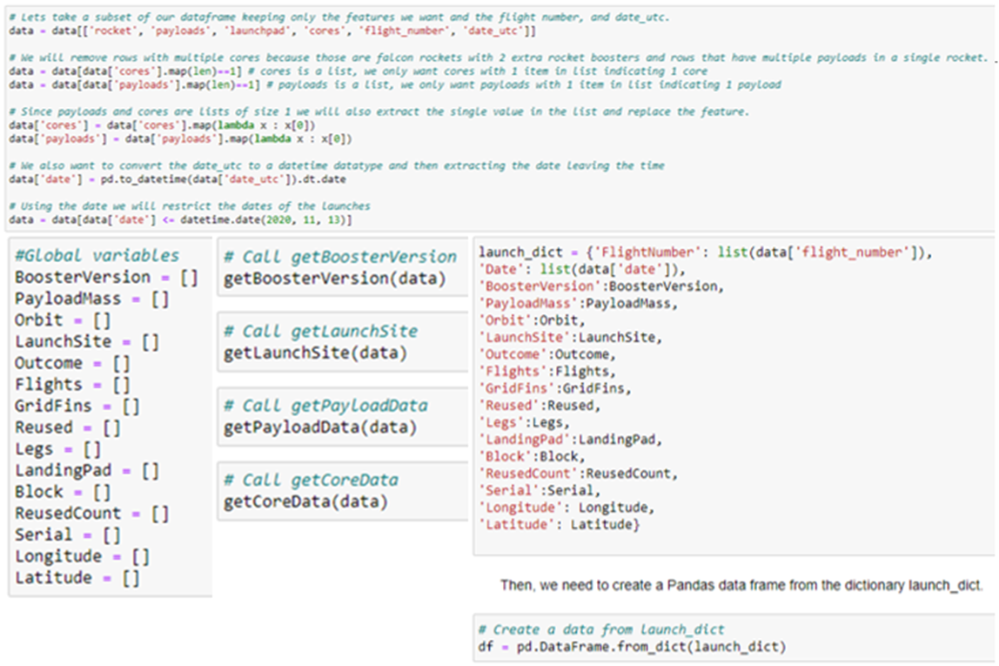 # Lets take a subset of our dataframe keeping only the features we want and the flight number, and date_utc.
data = data[['rocket', 'payloads', 'launchpad', 'cores', 'flight_number', 'date_utc']]
# We will remove rows with multiple cores because those are falcon rockets with 2 extra rocket boosters and rows that have multiple payloads in a single rocket.
data = data[data['cores'].map(len)==1] # cores is a list, we only want cores with 1 item in list indicating 1 core
data = data[data['payloads'].map(len)==1] # payloads is a list, we only want payloads with 1 item in list indicating 1 payload
# Since payloads and cores are lists of size 1 we will also extract the single value in the list and replace the feature.
data['cores'] = data['cores'].map(lambda x : x[0])
data['payloads'] = data['payloads'].map(lambda x : x[0])
# We also want to convert the date_utc to a datetime datatype and then extracting the date leaving the time
data['date'] = pd.to_datetime(data['date_utc']).dt.date
# Using the date we will restrict the dates of the launches
data = data[data['date'] <= datetime.date(2020, 11, 13)]
#Global variables
BoosterVersion = []
PayloadMass = []
Orbit = []
LaunchSite = []
Outcome = []
Flights = []
GridFins = []
Reused = []
Legs = []
LandingPad = []
Block = []
ReusedCount = []
Serial = []
Longitude = []
Latitude = []
# Call getBoosterVersion
getBoosterVersion(data)
# Call getLaunchSite
getLaunchSite(data)
# Call getPayloadData
getPayloadData(data)
# Call getCoreData
getCoreData(data)
launch_dict = {'FlightNumber': list(data['flight_number']),
'Date': list(data['date']),
'BoosterVersion':BoosterVersion,
'PayloadMass':PayloadMass,
'Orbit':Orbit,
'LaunchSite':LaunchSite,
'Outcome':Outcome,
'Flights':Flights,
'GridFins':GridFins,
'Reused':Reused,
'Legs':Legs,
'LandingPad':LandingPad,
'Block':Block,
'ReusedCount':ReusedCount,
'Serial':Serial,
'Longitude': Longitude,
'Latitude': Latitude}
Then, we need to create a Pandas data frame from the dictionary launch_dict.
# Create a data from launch_dict
df = pd.DataFrame.from_dict(launch_dict)